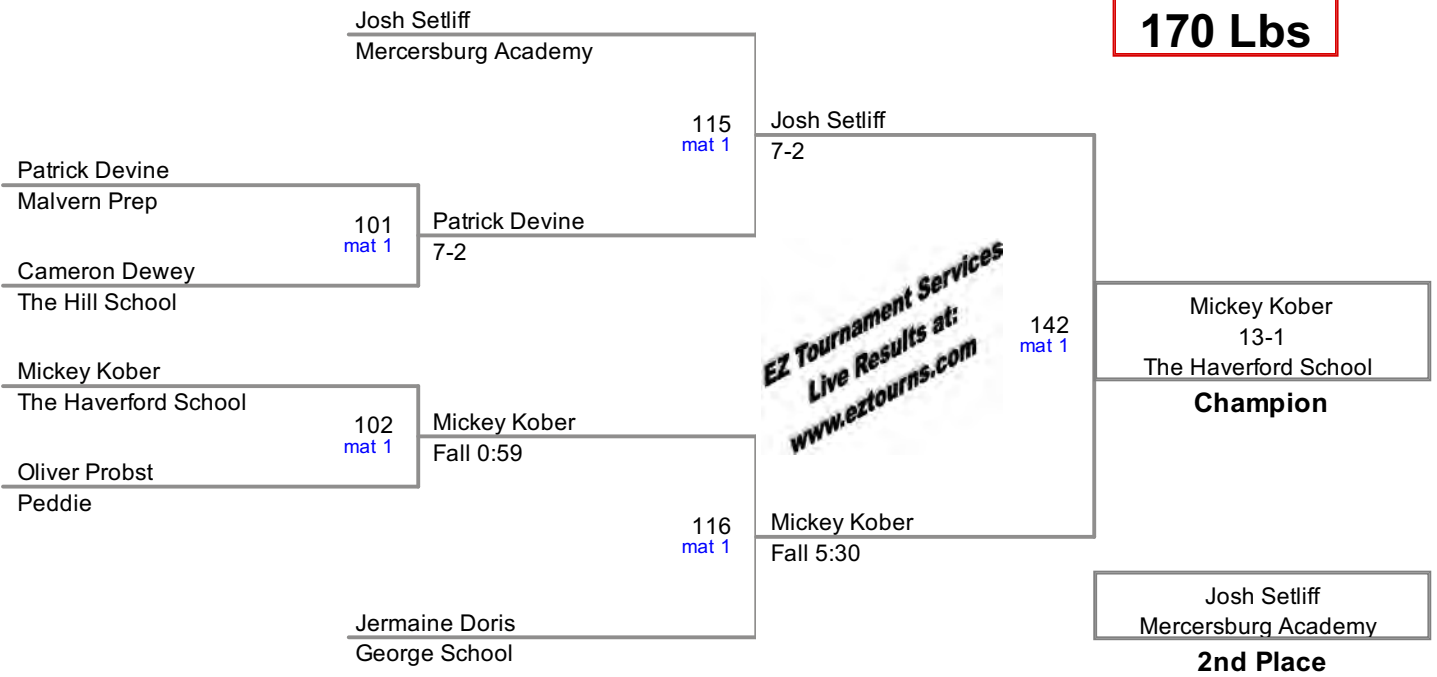 Josh Setliff
Mercersburg Academy
170 Lbs
115
mat 1
Josh Setliff
7-2
Patrick Devine
Malvern Prep
101
mat 1
Patrick Devine
7-2
Cameron Dewey
The Hill School
EZ Tournament Services
Live Results at:
www.eztourns.com
142
mat 1
Mickey Kober
13-1
The Haverford School
Champion
Mickey Kober
The Haverford School
102
mat 1
Mickey Kober
Fall 0:59
Oliver Probst
Peddie
116
mat 1
Mickey Kober
Fall 5:30
Jermaine Doris
George School
Josh Setliff
Mercersburg Academy
2nd Place